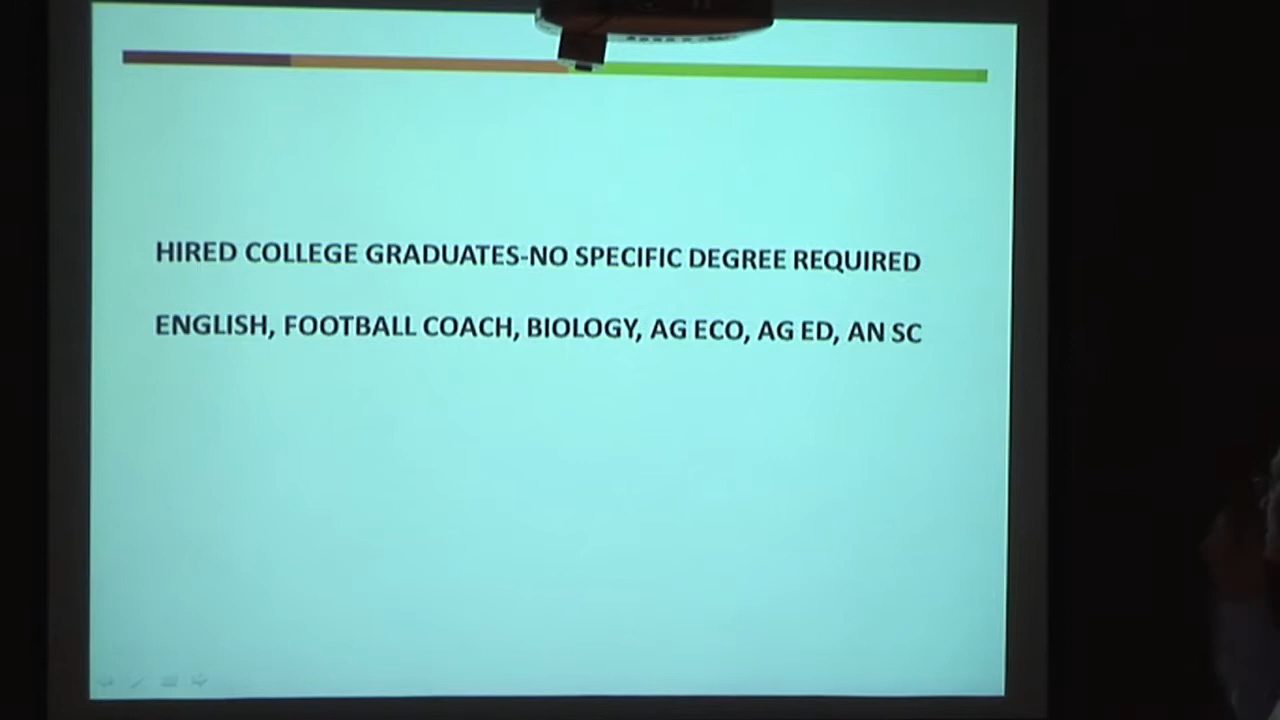 HIRED COLLEGE GRADUATES-NO SPECIFIC DEGREE REQUIRED
ENGLISH, FOOTBALL COACH, BIOLOGY, AG ECO, AG ED, AN SC